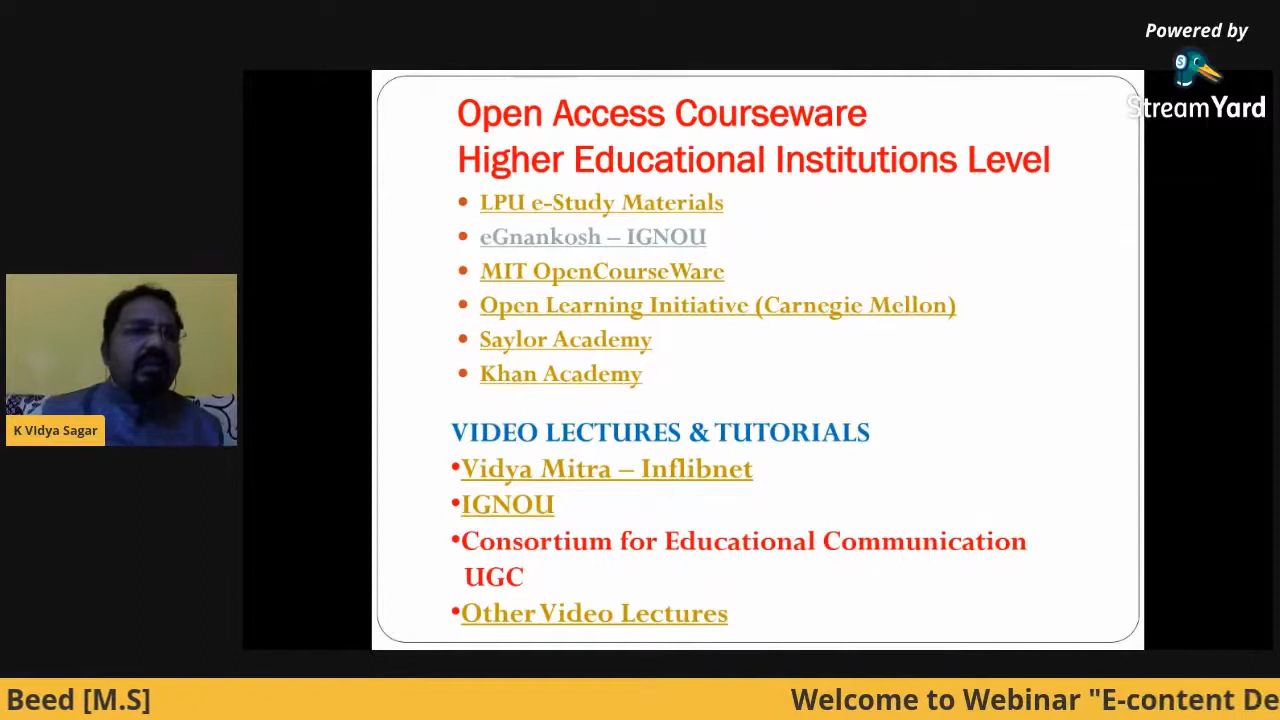 Powered by
StreamYard
Open Access Courseware
Higher Educational Institutions Level
• LPU e-Study Materials
• eGnankosh – IGNOU
• MIT OpenCourseWare
• Open Learning Initiative (Carnegie Mellon)
• Saylor Academy
• Khan Academy
VIDEO LECTURES & TUTORIALS
•Vidya Mitra – Inflibnet
•IGNOU
•Consortium for Educational Communication
UGC
•Other Video Lectures
K VIdya Sagar
Beed [M.S] Welcome to Webinar "E-content De